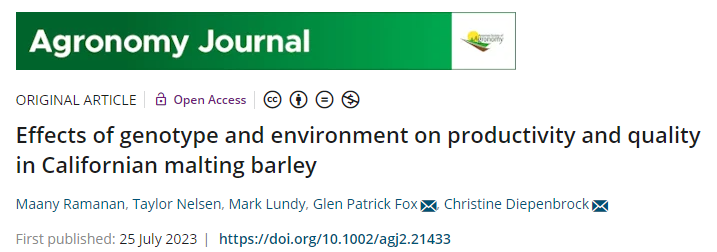 Agronomy Journal
ORIGINAL ARTICLE Open Access
Effects of genotype and environment on productivity and quality
in Californian malting barley
Maany Ramanan, Taylor Nelsen, Mark Lundy, Glen Patrick Fox, Christine Diepenbrock
First published: 25 July 2023 | https://doi.org/10.1002/agj2.21433